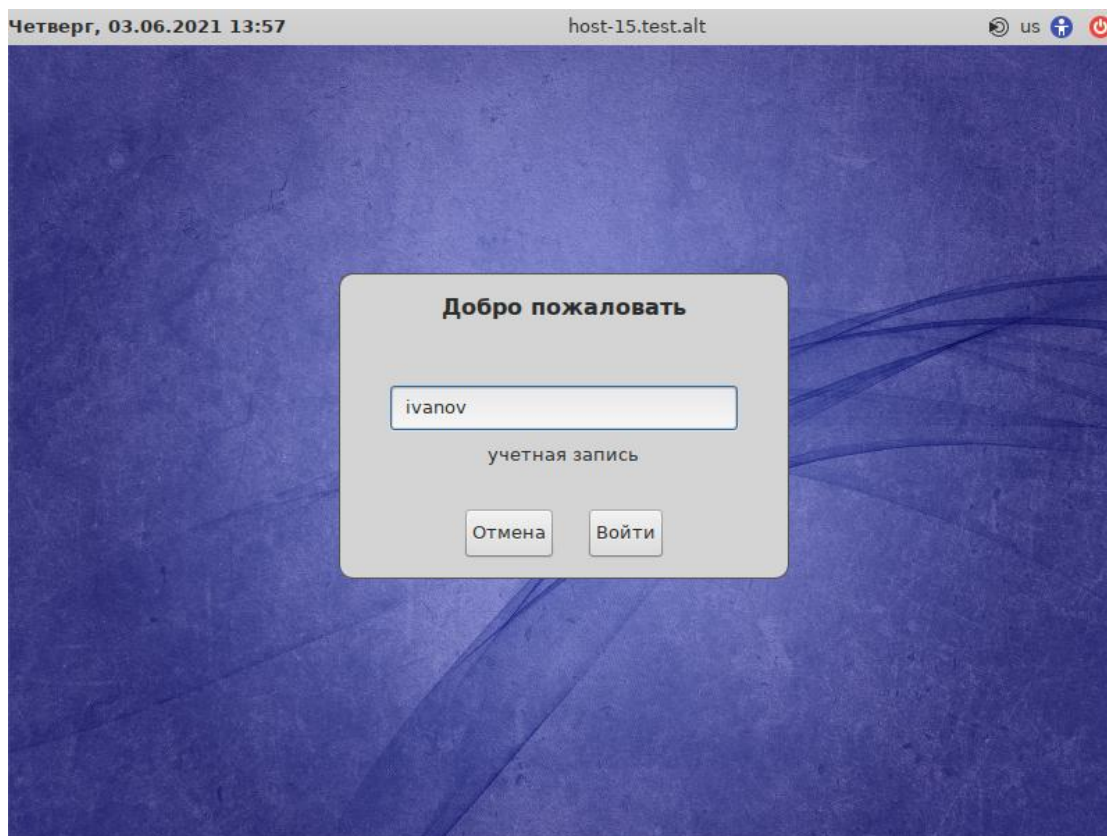 Четверг, 03.06.2021 13:57 host-15.test.alt us
Добро пожаловать
ivanov
учетная запись
Отмена Войти